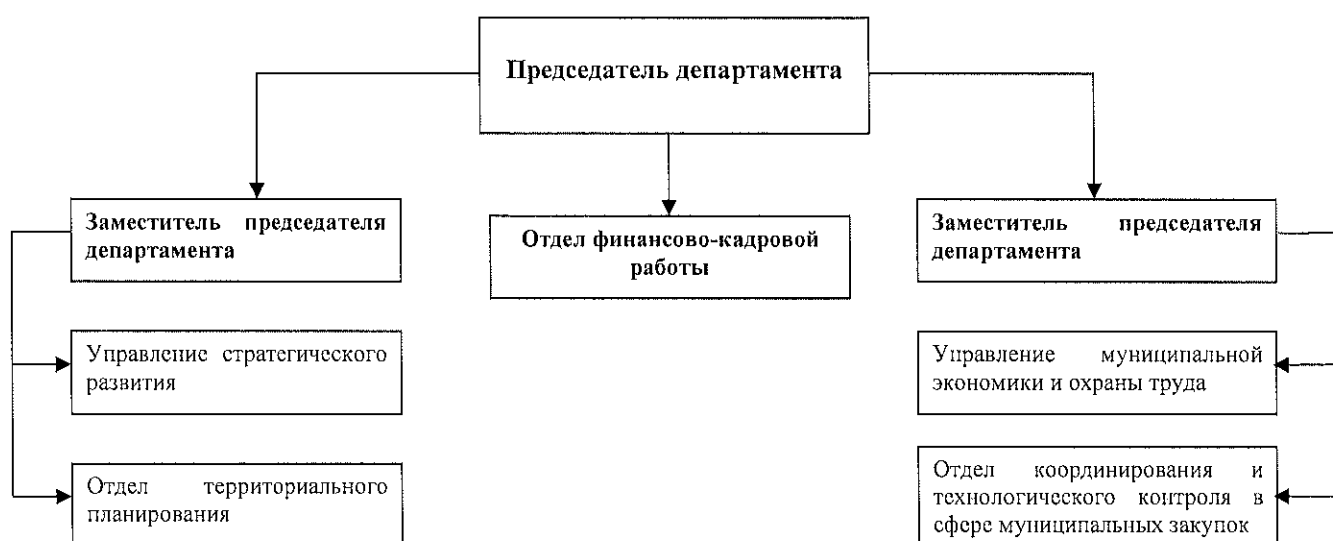 Председатель департамента
Заместитель председателя
департамента
Отдел финансово-кадровой
работы
Заместитель председателя
департамента
Управление стратегического
развития
Управление муниципальной
экономики и охраны труда
Отдел территориального
планирования
Отдел координирования и
технологического контроля в
сфере муниципальных закупок